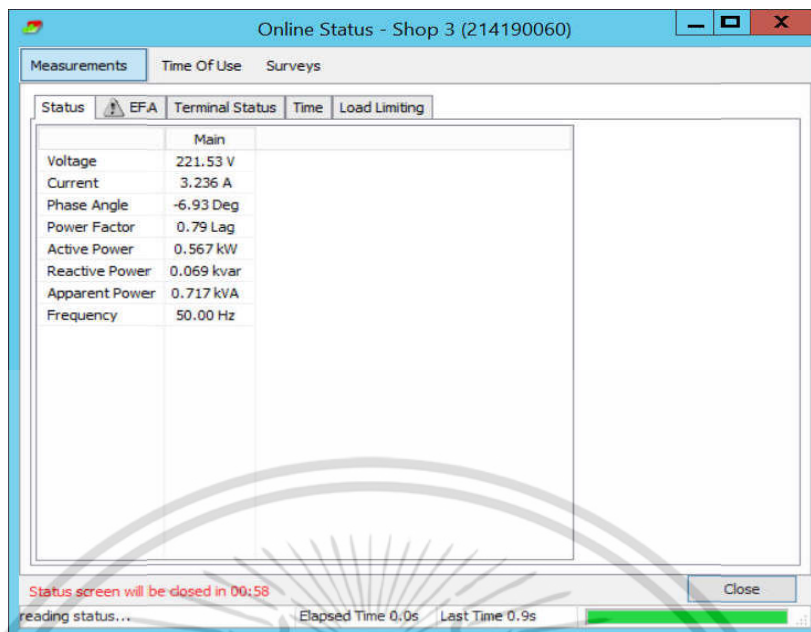 Online Status - Shop 3 (214190060)
Measurements Time Of Use Surveys
Status EFA Terminal Status Time Load Limiting
Main
Voltage 221.53 V
Current 3.236 A
Phase Angle -6.93 Deg
Power Factor 0.79 Lag
Active Power 0.567 kW
Reactive Power 0.069 kvar
Apparent Power 0.717 kVA
Frequency 50.00 Hz
Status screen will be closed in 00:58
Close
reading status... Elapsed Time 0.0s Last Time 0.9s